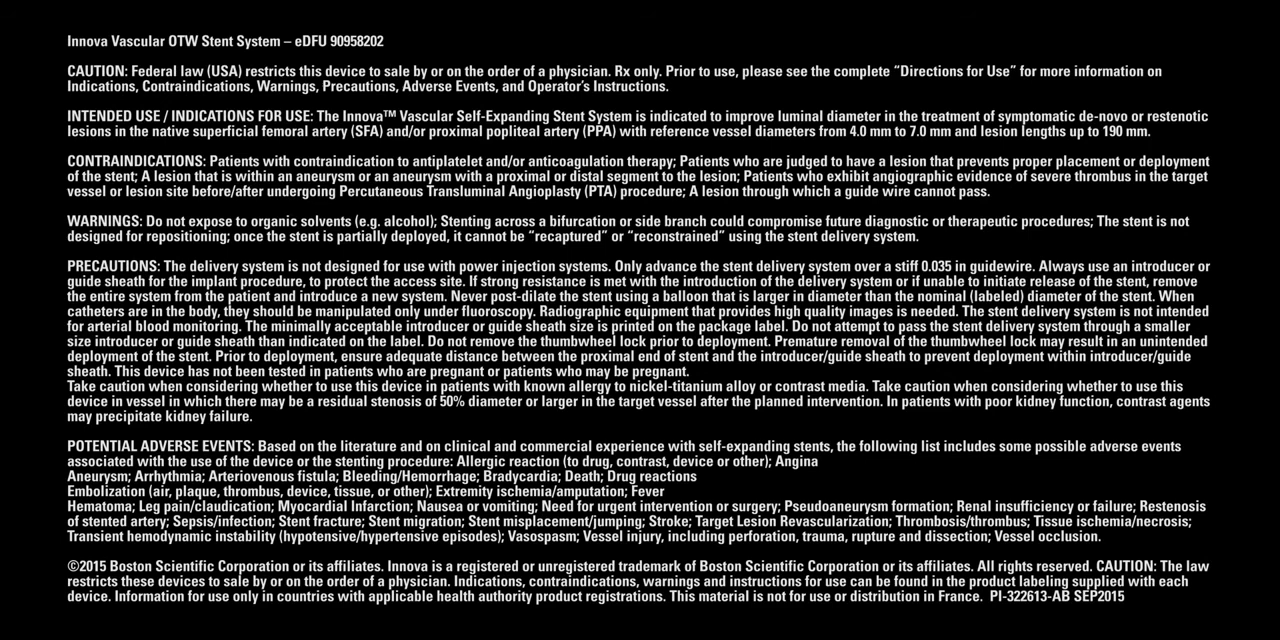 Innova Vascular OTW Stent System – eDFU 90958202
CAUTION: Federal law (USA) restricts this device to sale by or on the order of a physician. Rx only. Prior to use, please see the complete “Directions for Use” for more information on
Indications, Contraindications, Warnings, Precautions, Adverse Events, and Operator’s Instructions.
INTENDED USE / INDICATIONS FOR USE: The Innova™ Vascular Self-Expanding Stent System is indicated to improve luminal diameter in the treatment of symptomatic de-novo or restenotic
lesions in the native superficial femoral artery (SFA) and/or proximal popliteal artery (PPA) with reference vessel diameters from 4.0 mm to 7.0 mm and lesion lengths up to 190 mm.
CONTRAINDICATIONS: Patients with contraindication to antiplatelet and/or anticoagulation therapy; Patients who are judged to have a lesion that prevents proper placement or deployment
of the stent; A lesion that is within an aneurysm or an aneurysm with a proximal or distal segment to the lesion; Patients who exhibit angiographic evidence of severe thrombus in the target
vessel or lesion site before/after undergoing Percutaneous Transluminal Angioplasty (PTA) procedure; A lesion through which a guide wire cannot pass.
WARNINGS: Do not expose to organic solvents (e.g. alcohol); Stenting across a bifurcation or side branch could compromise future diagnostic or therapeutic procedures; The stent is not
designed for repositioning; once the stent is partially deployed, it cannot be “recaptured” or “reconstrained” using the stent delivery system.
PRECAUTIONS: The delivery system is not designed for use with power injection systems. Only advance the stent delivery system over a stiff 0.035 in guidewire. Always use an introducer or
guide sheath for the implant procedure, to protect the access site. If strong resistance is met with the introduction of the delivery system or if unable to initiate release of the stent, remove
the entire system from the patient and introduce a new system. Never post-dilate the stent using a balloon that is larger in diameter than the nominal (labeled) diameter of the stent. When
catheters are in the body, they should be manipulated only under fluoroscopy. Radiographic equipment that provides high quality images is needed. The stent delivery system is not intended
for arterial blood monitoring. The minimally acceptable introducer or guide sheath size is printed on the package label. Do not attempt to pass the stent delivery system through a smaller
size introducer or guide sheath than indicated on the label. Do not remove the thumbwheel lock prior to deployment. Premature removal of the thumbwheel lock may result in an unintended
deployment of the stent. Prior to deployment, ensure adequate distance between the proximal end of stent and the introducer/guide sheath to prevent deployment within introducer/guide
sheath. This device has not been tested in patients who are pregnant or patients who may be pregnant.
Take caution when considering whether to use this device in patients with known allergy to nickel-titanium alloy or contrast media. Take caution when considering whether to use this
device in vessel in which there may be a residual stenosis of 50% diameter or larger in the target vessel after the planned intervention. In patients with poor kidney function, contrast agents
may precipitate kidney failure.
POTENTIAL ADVERSE EVENTS: Based on the literature and on clinical and commercial experience with self-expanding stents, the following list includes some possible adverse events
associated with the use of the device or the stenting procedure: Allergic reaction (to drug, contrast, device or other); Angina
Aneurysm; Arrhythmia; Arteriovenous fistula; Bleeding/Hemorrhage; Bradycardia; Death; Drug reactions
Embolization (air, plaque, thrombus, device, tissue, or other); Extremity ischemia/amputation; Fever
Hematoma; Leg pain/claudication; Myocardial Infarction; Nausea or vomiting; Need for urgent intervention or surgery; Pseudoaneurysm formation; Renal insufficiency or failure; Restenosis
of stented artery; Sepsis/infection; Stent fracture; Stent migration; Stent misplacement/jumping; Stroke; Target Lesion Revascularization; Thrombosis/thrombus; Tissue ischemia/necrosis;
Transient hemodynamic instability (hypotensive/hypertensive episodes); Vasospasm; Vessel injury, including perforation, trauma, rupture and dissection; Vessel occlusion.
©2015 Boston Scientific Corporation or its affiliates. Innova is a registered or unregistered trademark of Boston Scientific Corporation or its affiliates. All rights reserved. CAUTION: The law
restricts these devices to sale by or on the order of a physician. Indications, contraindications, warnings and instructions for use can be found in the product labeling supplied with each
device. Information for use only in countries with applicable health authority product registrations. This material is not for use or distribution in France. PI-322613-AB SEP2015